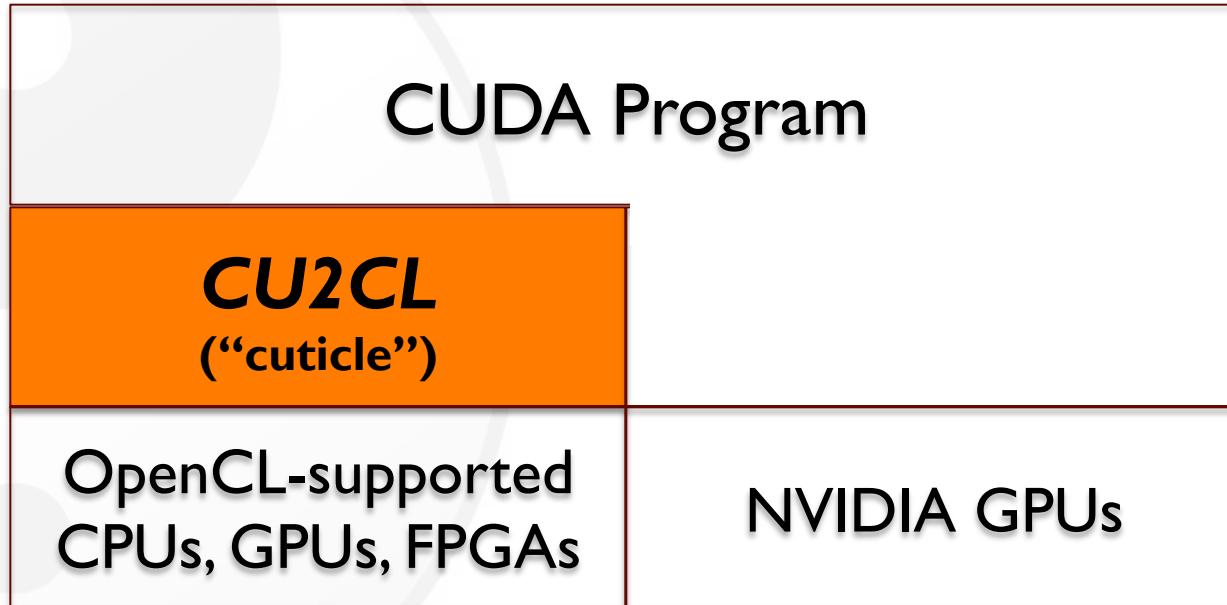 CUDA Program
CU2CL
(“cuticle”)
OpenCL-supported
CPUs, GPUs, FPGAs
NVIDIA GPUs